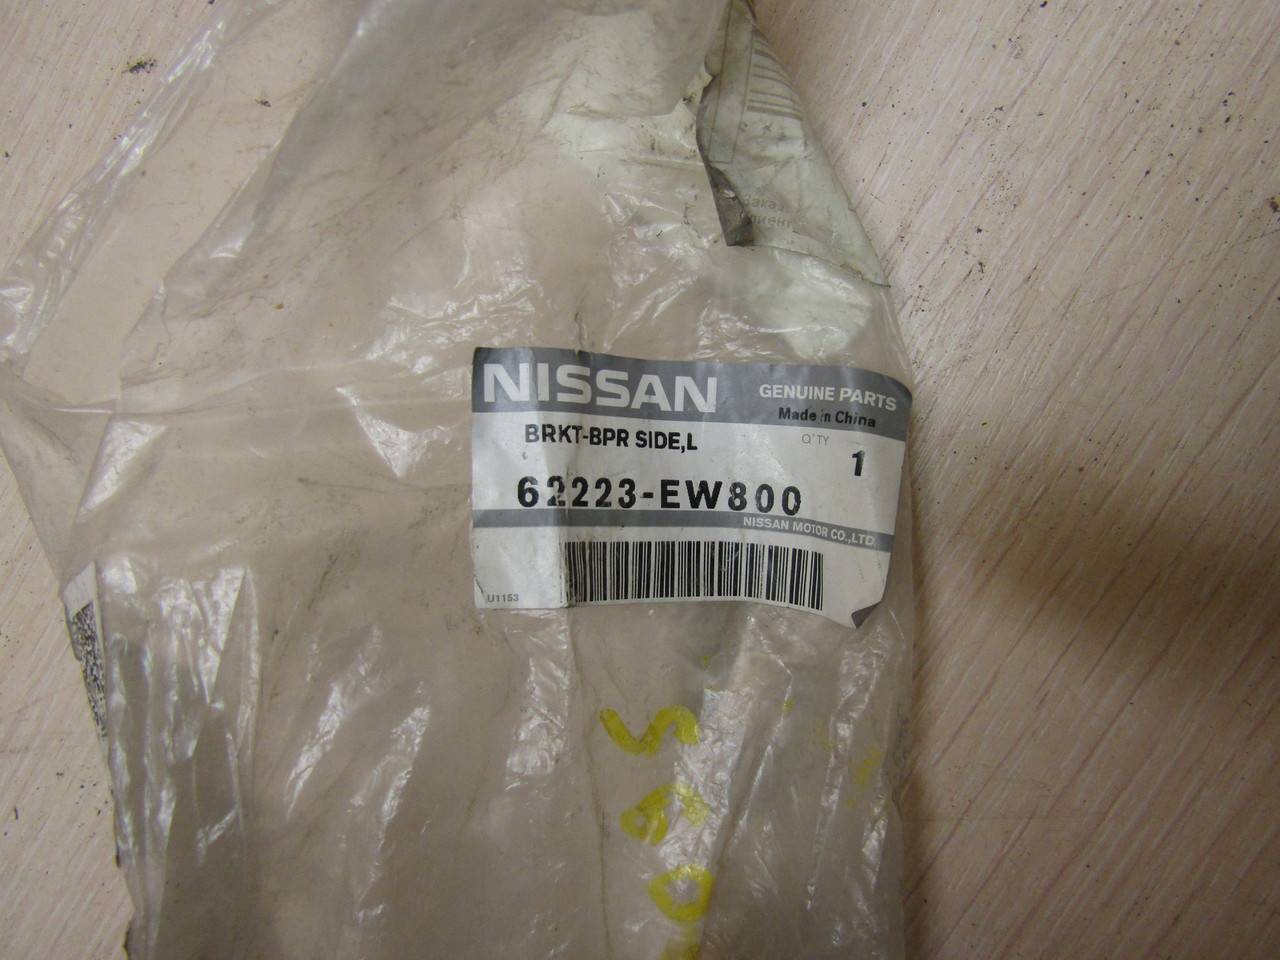 NISSAN
GENUINE PARTS
Made in China
BRKT-BPR SIDE,L
Q'TY
1
62223-EW800
NISSAN MOTOR CO.,LTD.
U1153